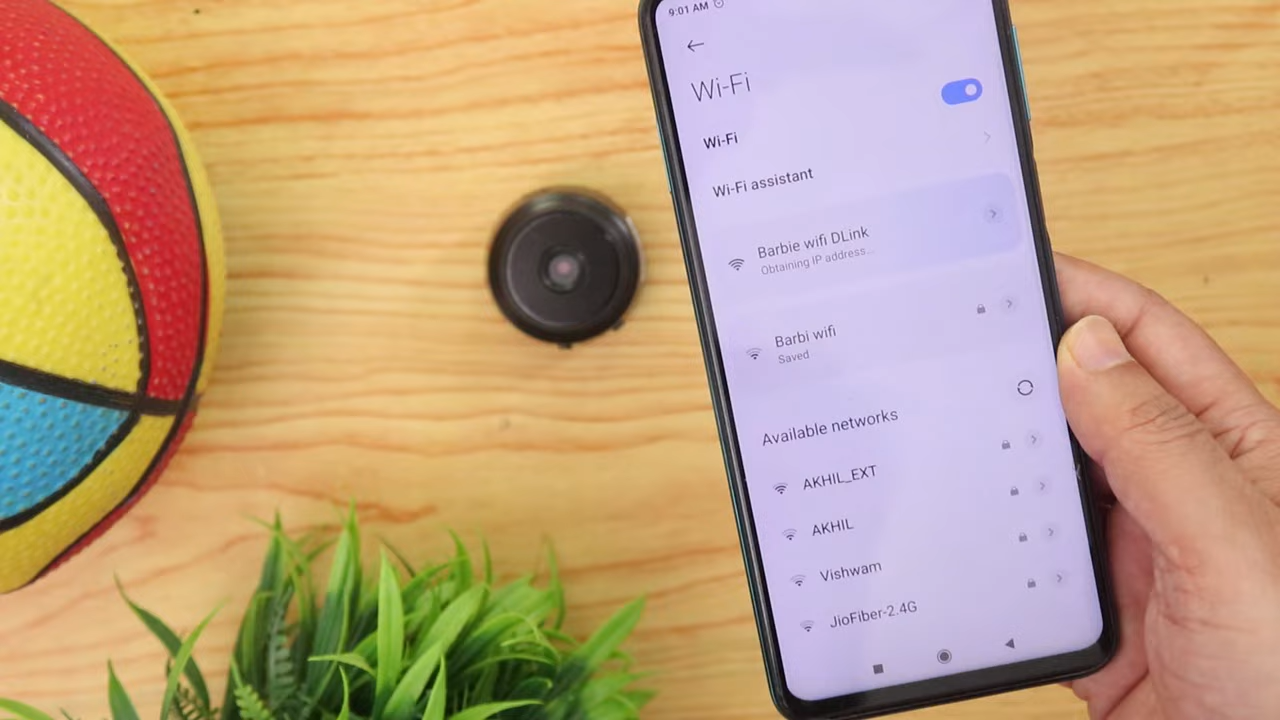 9:01 AM
Wi-Fi
Wi-Fi
Wi-Fi assistant
Barbie wifi DLink
Obtaining IP address...
Barbi wifi
Saved
Available networks
AKHIL_EXT
AKHIL
Vishwam
JioFiber-2.4G